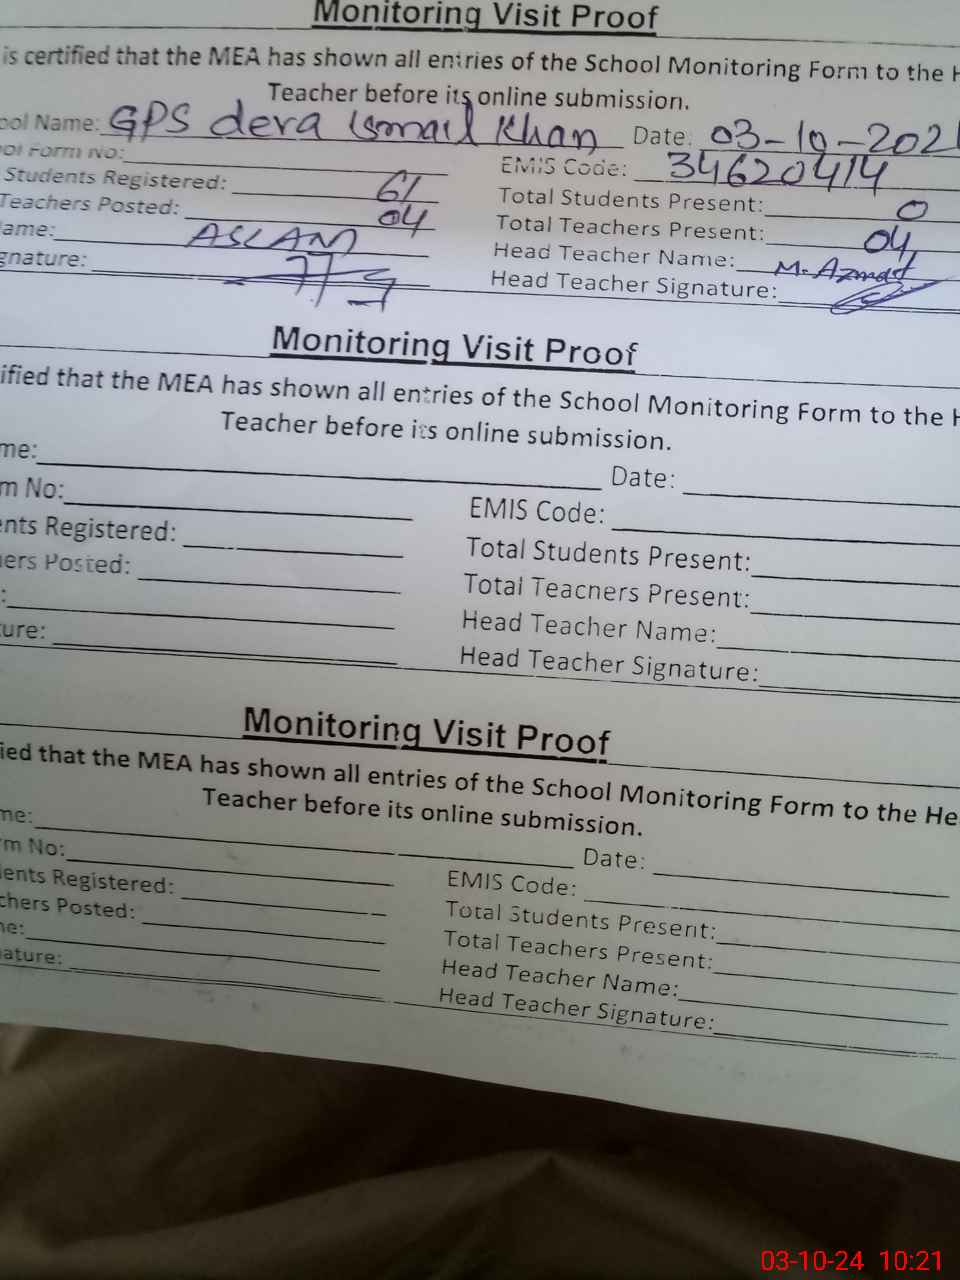 Monitoring Visit Proof
is certified that the MEA has shown all entries of the School Monitoring Form to the H
Teacher before its online submission.
ool Name: GPS dera Ismail Khan Date: 03-10-202
ool Form No: EMIS Code: 34620414
Students Registered: 61 Total Students Present: 0
Teachers Posted: 04 Total Teachers Present: 04
ame: ASLAM Head Teacher Name: M. Azmat
gnature: Head Teacher Signature:
Monitoring Visit Proof
ified that the MEA has shown all entries of the School Monitoring Form to the H
Teacher before its online submission.
me: Date:
m No: EMIS Code:
ents Registered: Total Students Present:
ers Posted: Total Teachers Present:
: Head Teacher Name:
ure: Head Teacher Signature:
Monitoring Visit Proof
ied that the MEA has shown all entries of the School Monitoring Form to the He
Teacher before its online submission.
me: Date:
rm No: EMIS Code:
dents Registered: Total Students Present:
chers Posted: Total Teachers Present:
ne: Head Teacher Name:
ature: Head Teacher Signature:
03-10-24 10:21